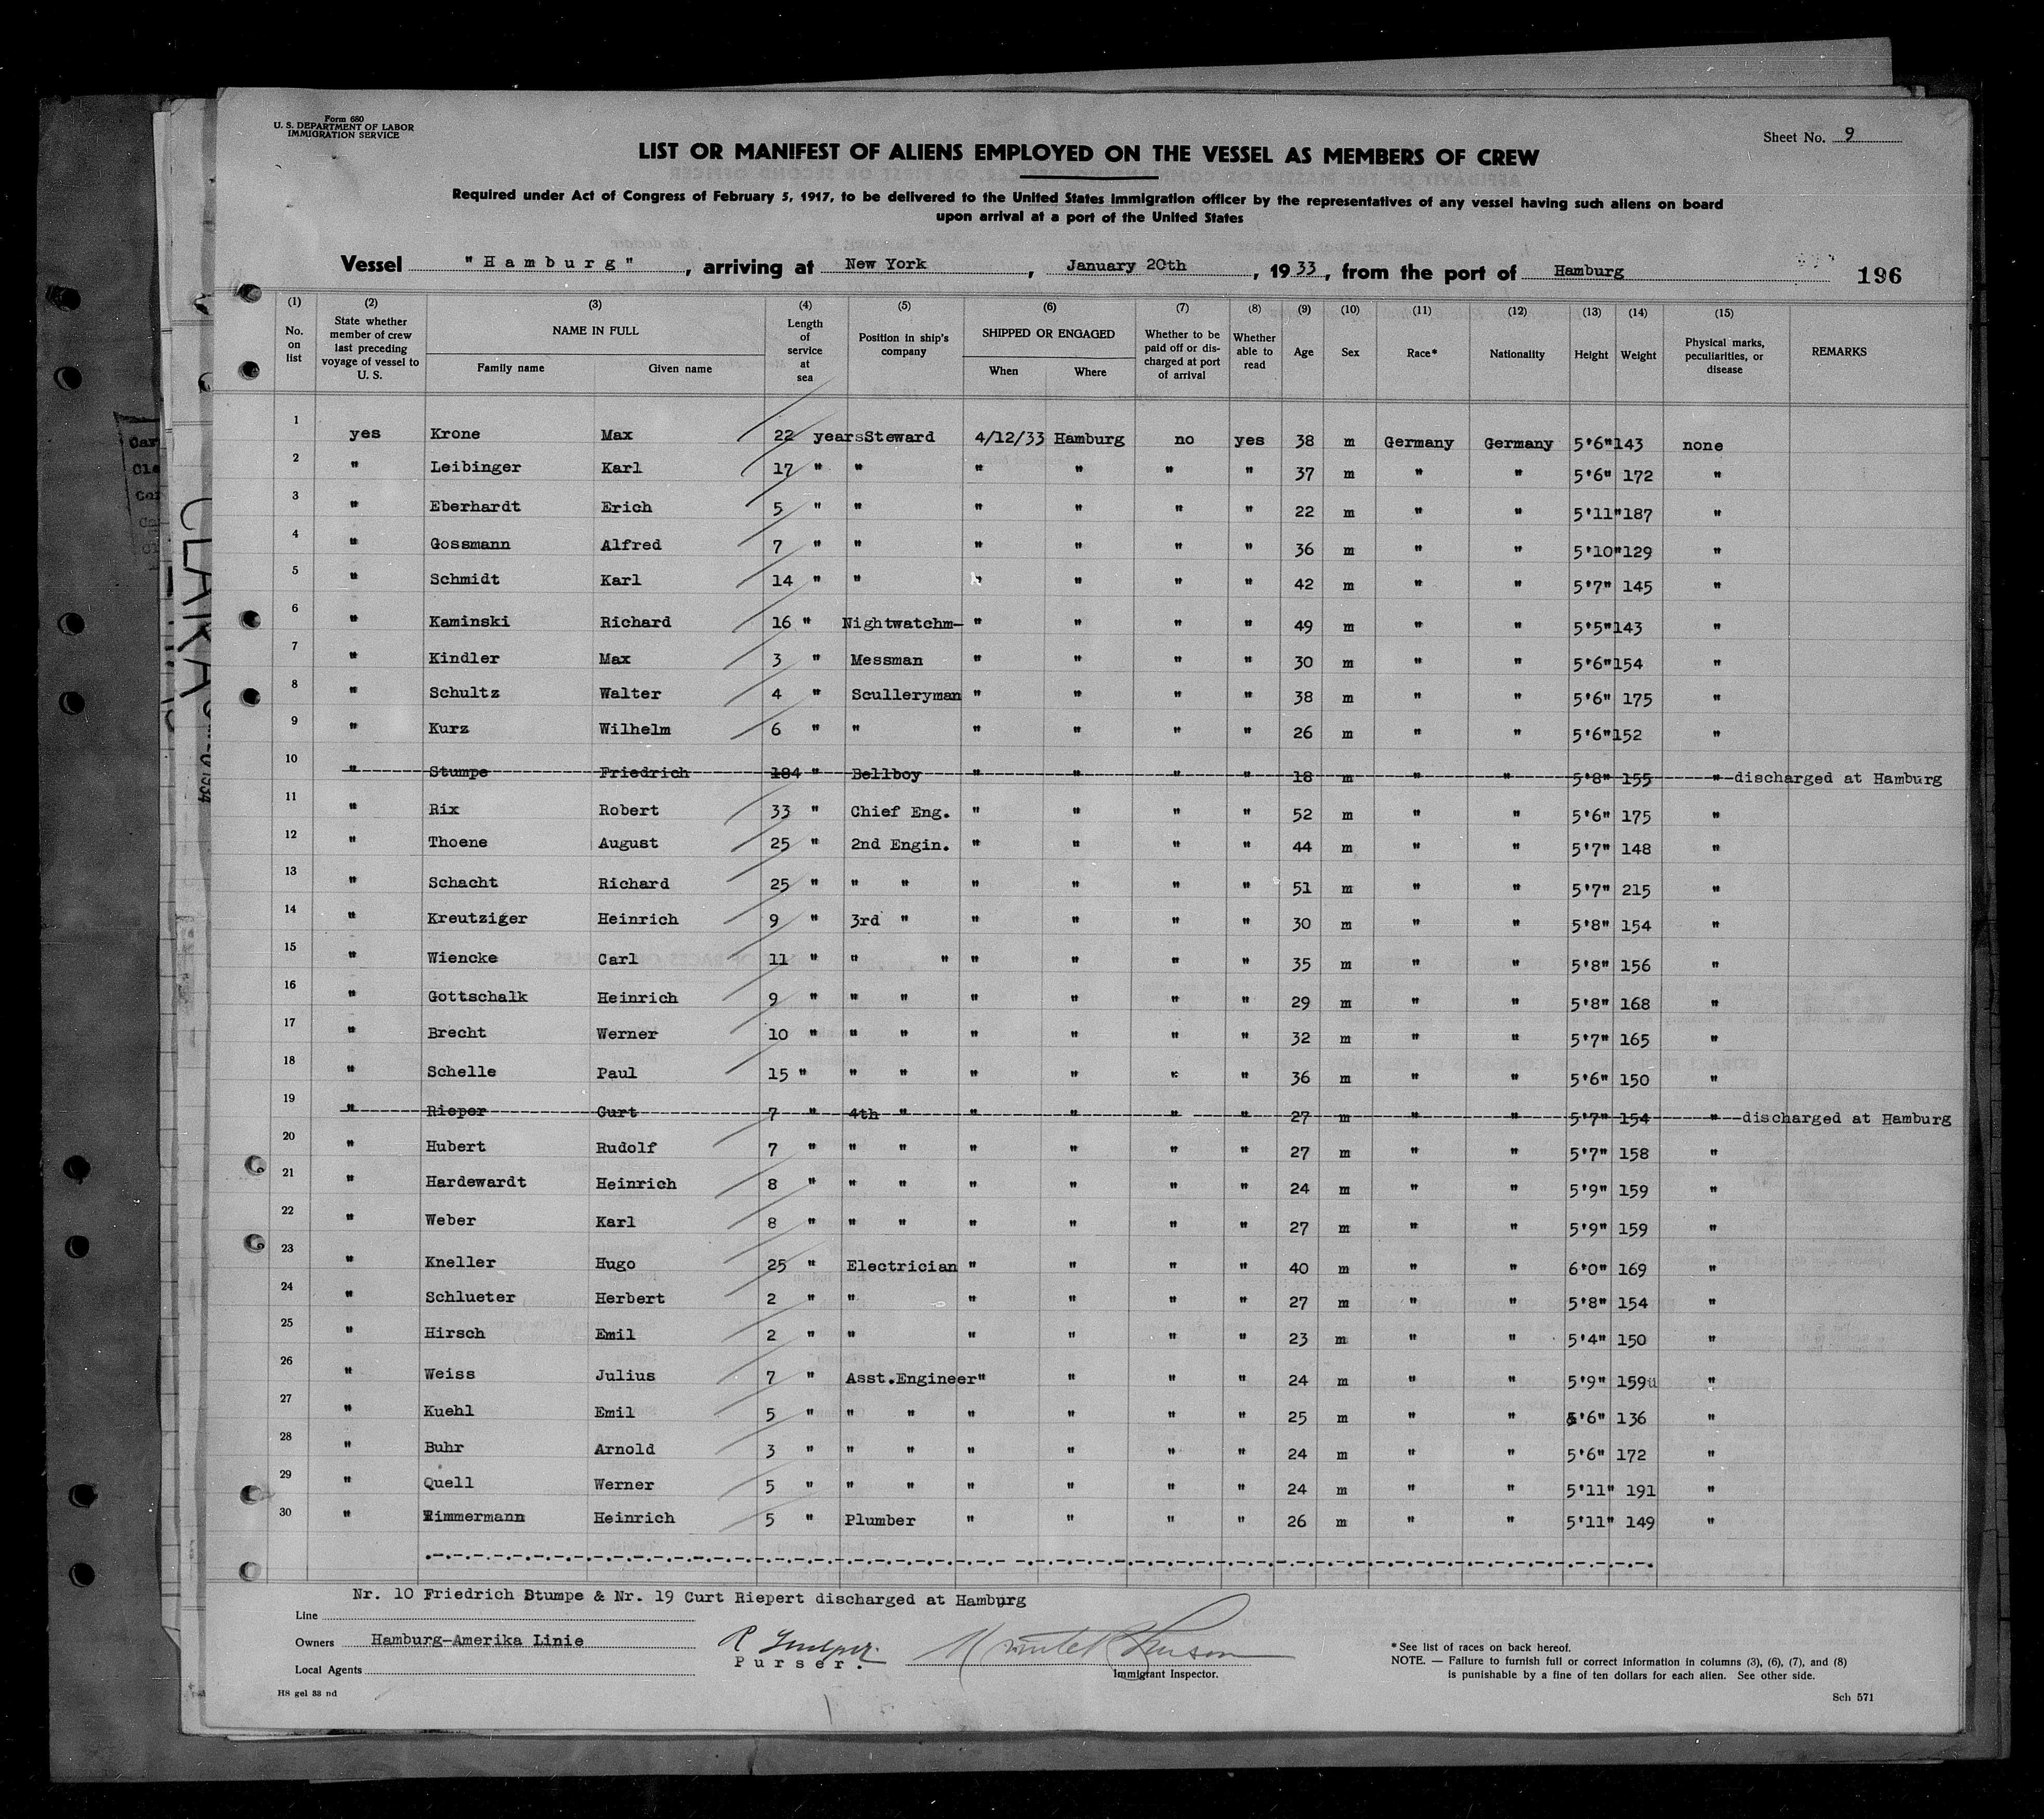 Form 680
U. S. DEPARTMENT OF LABOR
IMMIGRATION SERVICE
Sheet No. 9
LIST OR MANIFEST OF ALIENS EMPLOYED ON THE VESSEL AS MEMBERS OF CREW
Required under Act of Congress of February 5, 1917, to be delivered to the United States immigration officer by the representatives of any vessel having such aliens on board
upon arrival at a port of the United States
Vessel "Hamburg", arriving at New York, January 20th, 1933, from the port of Hamburg 196
(1) No. on list (2) State whether member of crew last preceding voyage of vessel to U. S. (3) NAME IN FULL Family name Given name (4) Length of service at sea (5) Position in ship's company (6) SHIPPED OR ENGAGED When Where (7) Whether to be paid off or discharged at port of arrival (8) Whether able to read (9) Age (10) Sex (11) Race* (12) Nationality (13) Height (14) Weight (15) Physical marks, peculiarities, or disease REMARKS
1 yes Krone Max 22 years Steward 4/12/33 Hamburg no yes 38 m Germany Germany 5'6" 143 none
2 " Leibinger Karl 17 " " " " " " 37 m " " 5'6" 172 "
3 " Eberhardt Erich 5 " " " " " " 22 m " " 5'11" 187 "
4 " Gossmann Alfred 7 " " " " " " 36 m " " 5'10" 129 "
5 " Schmidt Karl 14 " " " " " " 42 m " " 5'7" 145 "
6 " Kaminski Richard 16 " Nightwatchm- " " " " 49 m " " 5'5" 143 "
7 " Kindler Max 3 " Messman " " " " 30 m " " 5'6" 154 "
8 " Schultz Walter 4 " Sculleryman " " " " 38 m " " 5'6" 175 "
9 " Kurz Wilhelm 6 " " " " " " 26 m " " 5'6" 152 "
10 " Stumpe Friedrich 184 " Bellboy " " " " 18 m " " 5'8" 155 " discharged at Hamburg
11 " Rix Robert 33 " Chief Eng. " " " " 52 m " " 5'6" 175 "
12 " Thoene August 25 " 2nd Engin. " " " " 44 m " " 5'7" 148 "
13 " Schacht Richard 25 " " " " " " " 51 m " " 5'7" 215 "
14 " Kreutziger Heinrich 9 " 3rd " " " " " 30 m " " 5'8" 154 "
15 " Wiencke Carl 11 " " " " " " " 35 m " " 5'8" 156 "
16 " Gottschalk Heinrich 9 " " " " " " " 29 m " " 5'8" 168 "
17 " Brecht Werner 10 " " " " " " " 32 m " " 5'7" 165 "
18 " Schelle Paul 15 " " " " " " " 36 m " " 5'6" 150 "
19 " Rieper Curt 7 " 4th " " " " " 27 m " " 5'7" 154 " discharged at Hamburg
20 " Hubert Rudolf 7 " " " " " " " 27 m " " 5'7" 158 "
21 " Hardewardt Heinrich 8 " " " " " " " 24 m " " 5'9" 159 "
22 " Weber Karl 8 " " " " " " " 27 m " " 5'9" 159 "
23 " Kneller Hugo 25 " Electrician " " " " 40 m " " 6'0" 169 "
24 " Schlueter Herbert 2 " " " " " " 27 m " " 5'8" 154 "
25 " Hirsch Emil 2 " " " " " " 23 m " " 5'4" 150 "
26 " Weiss Julius 7 " Asst.Engineer " " " " 24 m " " 5'9" 159 "
27 " Kuehl Emil 5 " " " " " " " 25 m " " 5'6" 136 "
28 " Buhr Arnold 3 " " " " " " " 24 m " " 5'6" 172 "
29 " Quell Werner 5 " " " " " " " 24 m " " 5'11" 191 "
30 " Zimmermann Heinrich 5 " Plumber " " " " 26 m " " 5'11" 149 "
Nr. 10 Friedrich Stumpe & Nr. 19 Curt Riepert discharged at Hamburg
Line
Owners Hamburg-Amerika Linie
Local Agents
Purser.
Immigrant Inspector.
* See list of races on back hereof.
NOTE. — Failure to furnish full or correct information in columns (3), (6), (7), and (8)
is punishable by a fine of ten dollars for each alien. See other side.
HS gel 33 nd
Sch 571